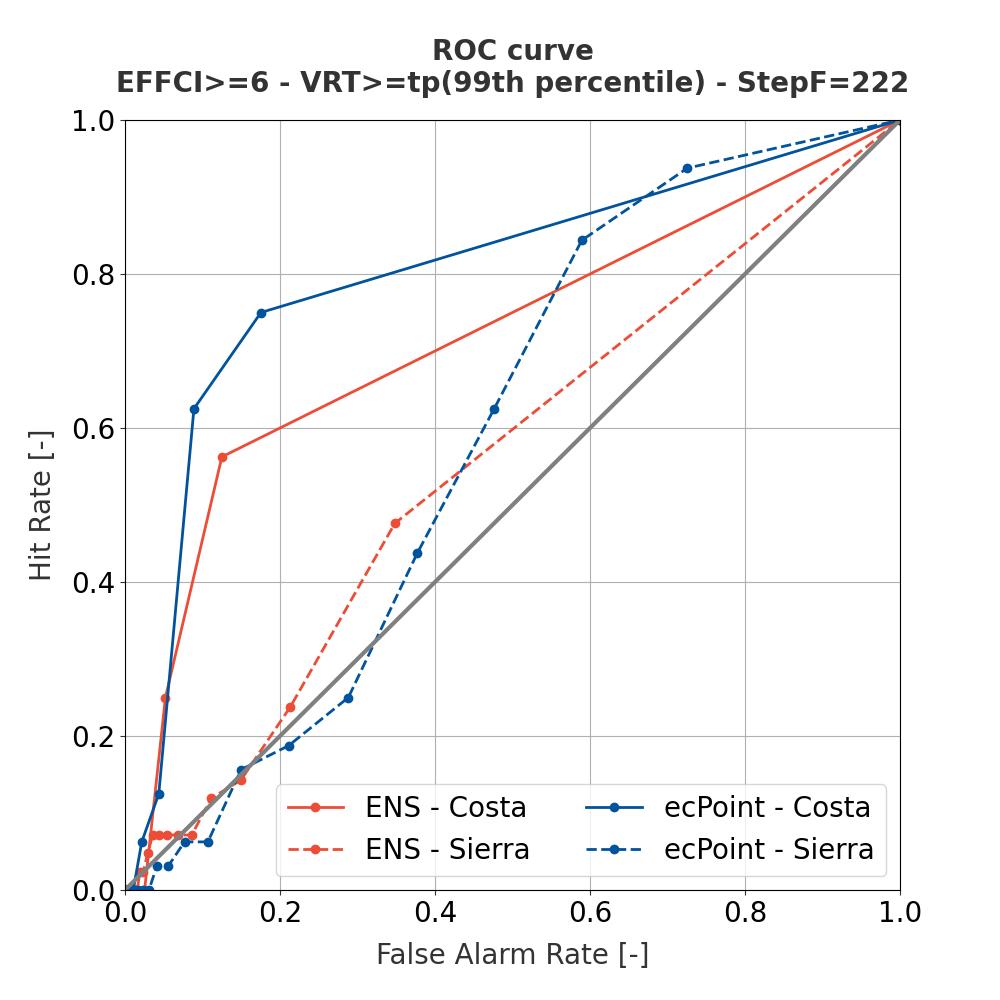 ROC curve
EFFCI>=6 - VRT>=tp(99th percentile) - StepF=222
1.0
0.8
0.6
0.4
0.2
0.0
Hit Rate [-]
ENS - Costa
ENS - Sierra
ecPoint - Costa
ecPoint - Sierra
0.0 0.2 0.4 0.6 0.8 1.0
False Alarm Rate [-]